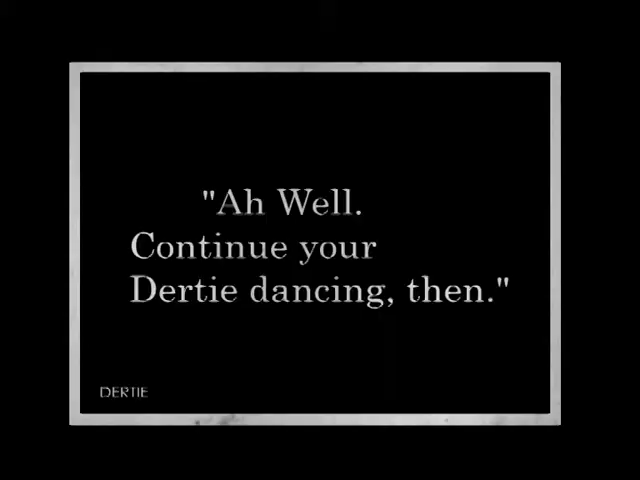 "Ah Well.
Continue your
Dertie dancing, then."
DERTIE